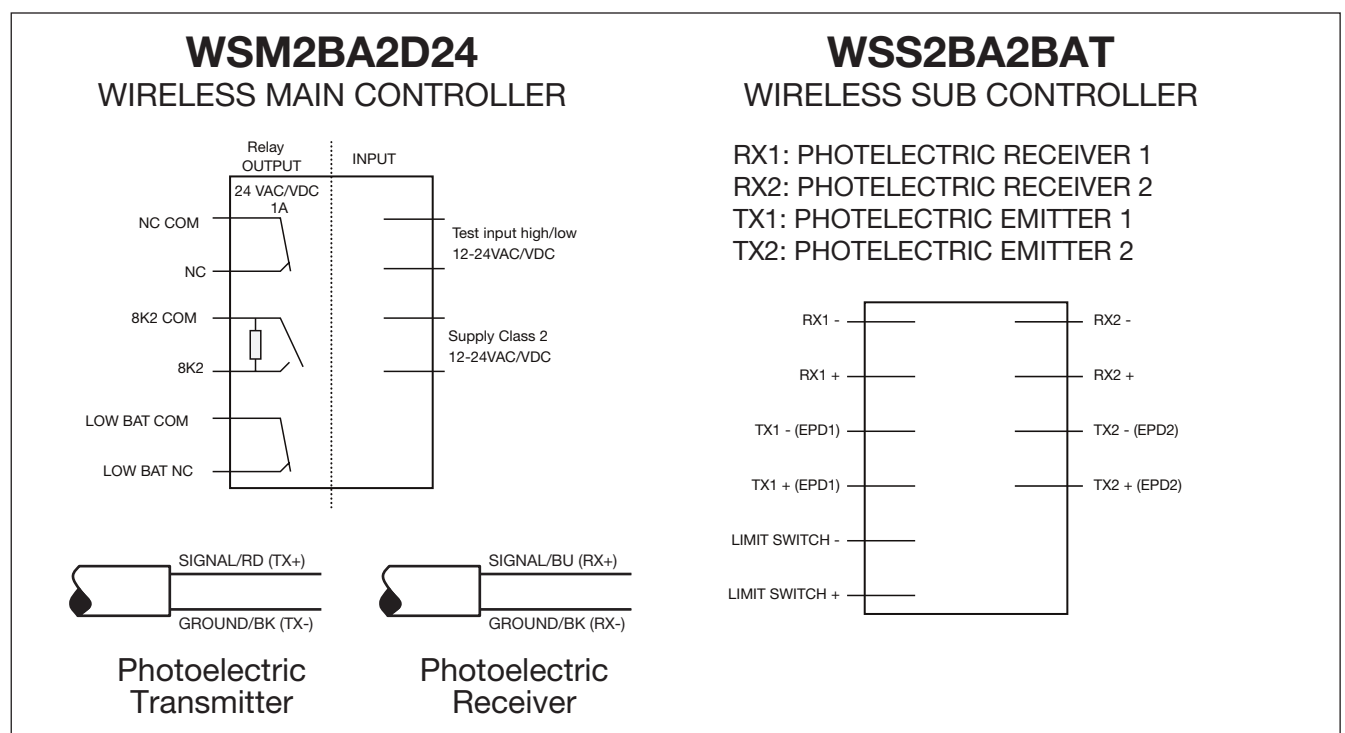 WSM2BA2D24
WIRELESS MAIN CONTROLLER
Relay
OUTPUT
INPUT
24 VAC/VDC
1A
NC COM
NC
8K2 COM
8K2
LOW BAT COM
LOW BAT NC
Test input high/low
12-24VAC/VDC
Supply Class 2
12-24VAC/VDC
SIGNAL/RD (TX+)
GROUND/BK (TX-)
Photoelectric
Transmitter
SIGNAL/BU (RX+)
GROUND/BK (RX-)
Photoelectric
Receiver
WSS2BA2BAT
WIRELESS SUB CONTROLLER
RX1: PHOTELECTRIC RECEIVER 1
RX2: PHOTELECTRIC RECEIVER 2
TX1: PHOTELECTRIC EMITTER 1
TX2: PHOTELECTRIC EMITTER 2
RX1 -
RX1 +
TX1 - (EPD1)
TX1 + (EPD1)
LIMIT SWITCH -
LIMIT SWITCH +
RX2 -
RX2 +
TX2 - (EPD2)
TX2 + (EPD2)